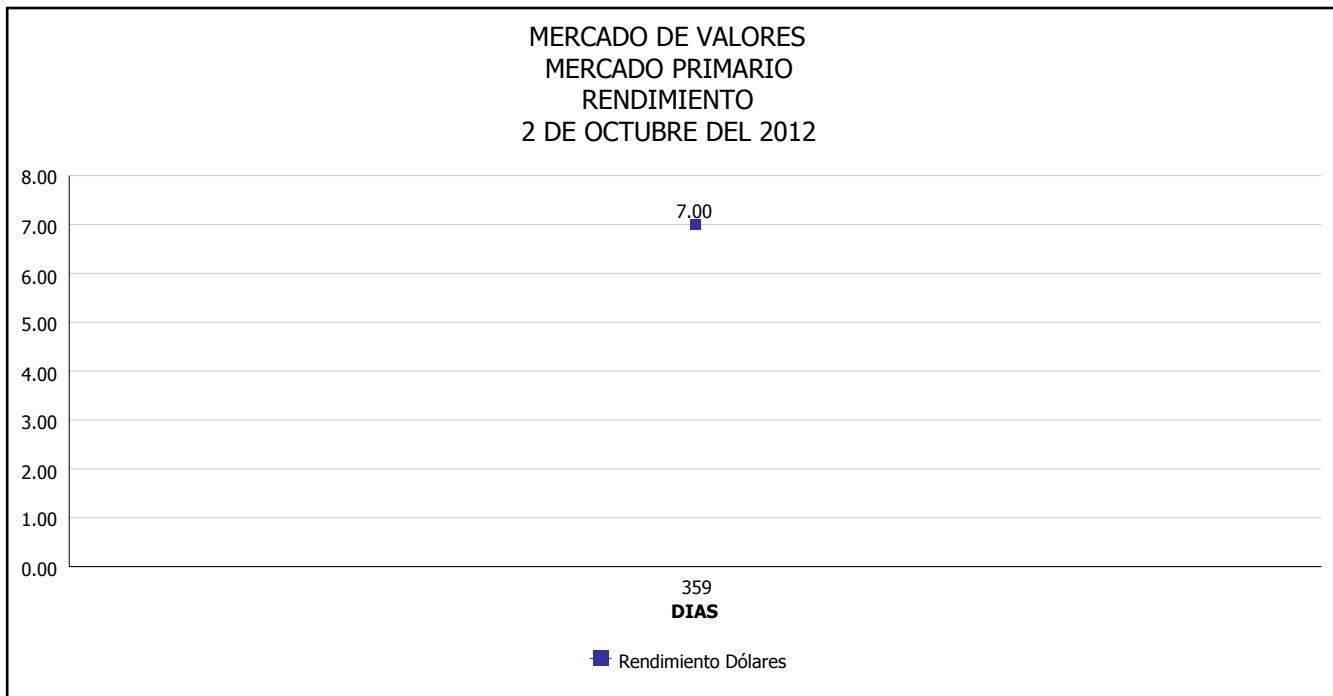 MERCADO DE VALORES
MERCADO PRIMARIO
RENDIMIENTO
2 DE OCTUBRE DEL 2012
8.00
7.00
7.00
6.00
5.00
4.00
3.00
2.00
1.00
0.00
359
DIAS
Rendimiento Dólares